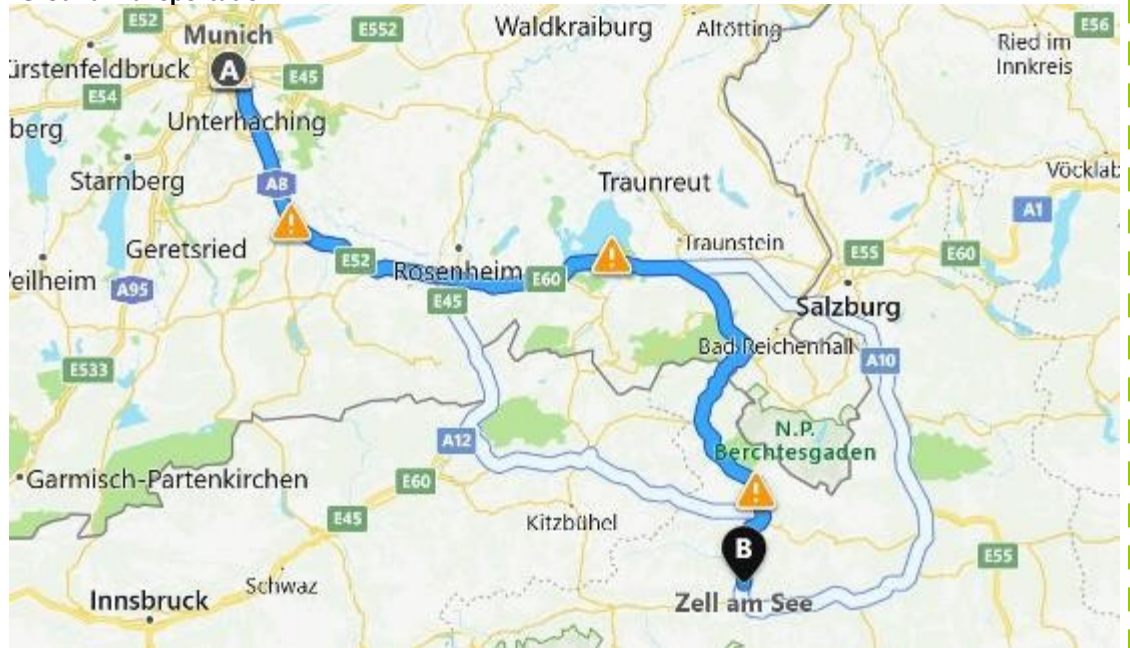 E52
E552
Waldkraiburg
Altötting
E56
Munich
Ried im
Innkreis
ürstenfeldbruck
A
E45
E54
berg
Unterhaching
Starnberg
A8
Traunreut
Vöcklab
A1
Geretsried
E52
Traunstein
E55
E60
eilheim
A95
Rosenheim
E60
E45
Salzburg
E533
Bad Reichenhall
A10
A12
N.P.
Berchtesgaden
Garmisch-Partenkirchen
E60
E45
Kitzbühel
B
E55
Schwaz
Innsbruck
Zell am See